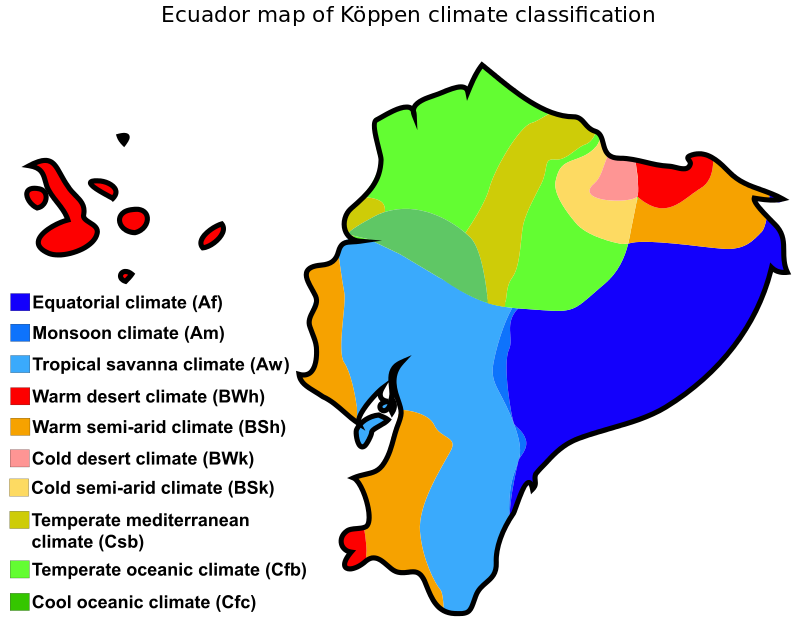 Ecuador map of Köppen climate classification
Equatorial climate (Af)
Monsoon climate (Am)
Tropical savanna climate (Aw)
Warm desert climate (BWh)
Warm semi-arid climate (BSh)
Cold desert climate (BWk)
Cold semi-arid climate (BSk)
Temperate mediterranean
climate (Csb)
Temperate oceanic climate (Cfb)
Cool oceanic climate (Cfc)